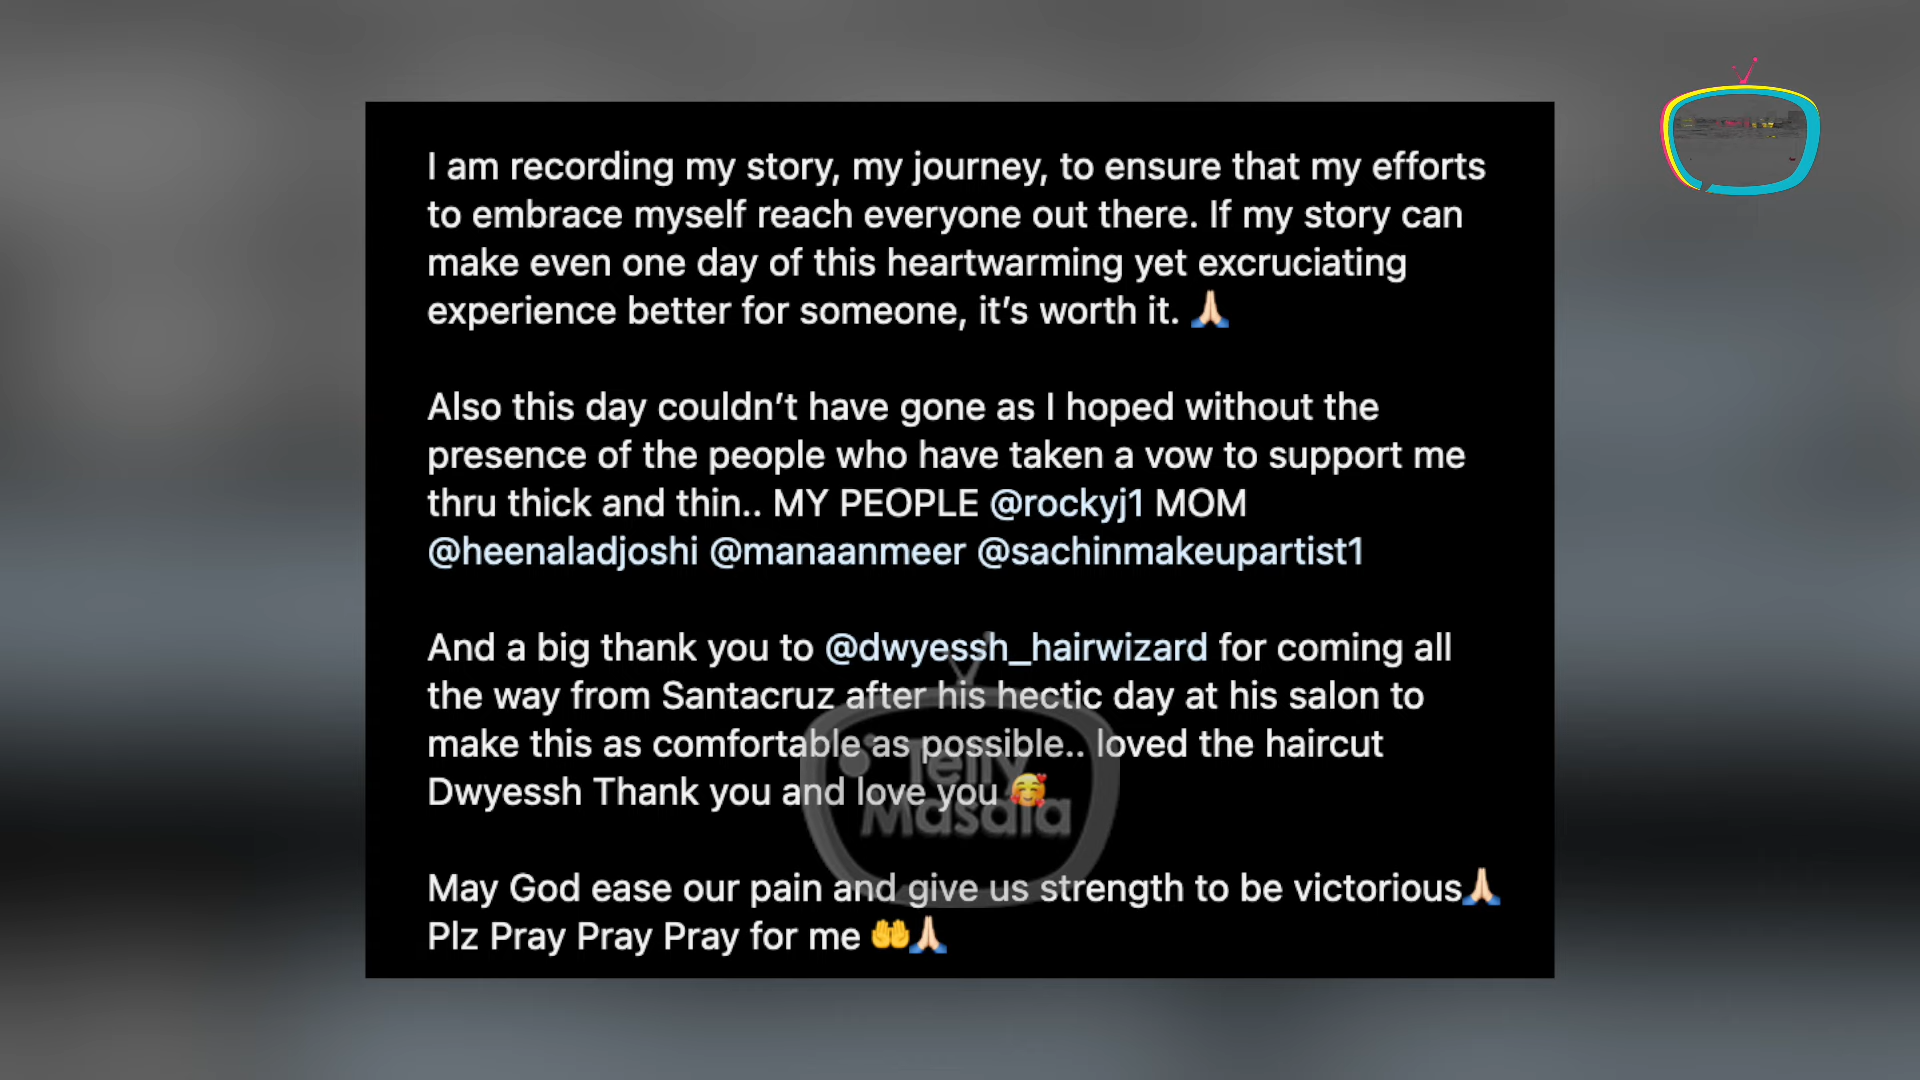 I am recording my story, my journey, to ensure that my efforts
to embrace myself reach everyone out there. If my story can
make even one day of this heartwarming yet excruciating
experience better for someone, it’s worth it. 🙏🏻
Also this day couldn’t have gone as I hoped without the
presence of the people who have taken a vow to support me
thru thick and thin.. MY PEOPLE @rockyj1 MOM
@heenaladjoshi @manaanmeer @sachinmakeupartist1
And a big thank you to @dwyessh_hairwizard for coming all
the way from Santacruz after his hectic day at his salon to
make this as comfortable as possible.. loved the haircut
Dwyessh Thank you and love you 🥰
May God ease our pain and give us strength to be victorious🙏🏻
Plz Pray Pray Pray for me 🤲🙏🏻
Telly
Masala